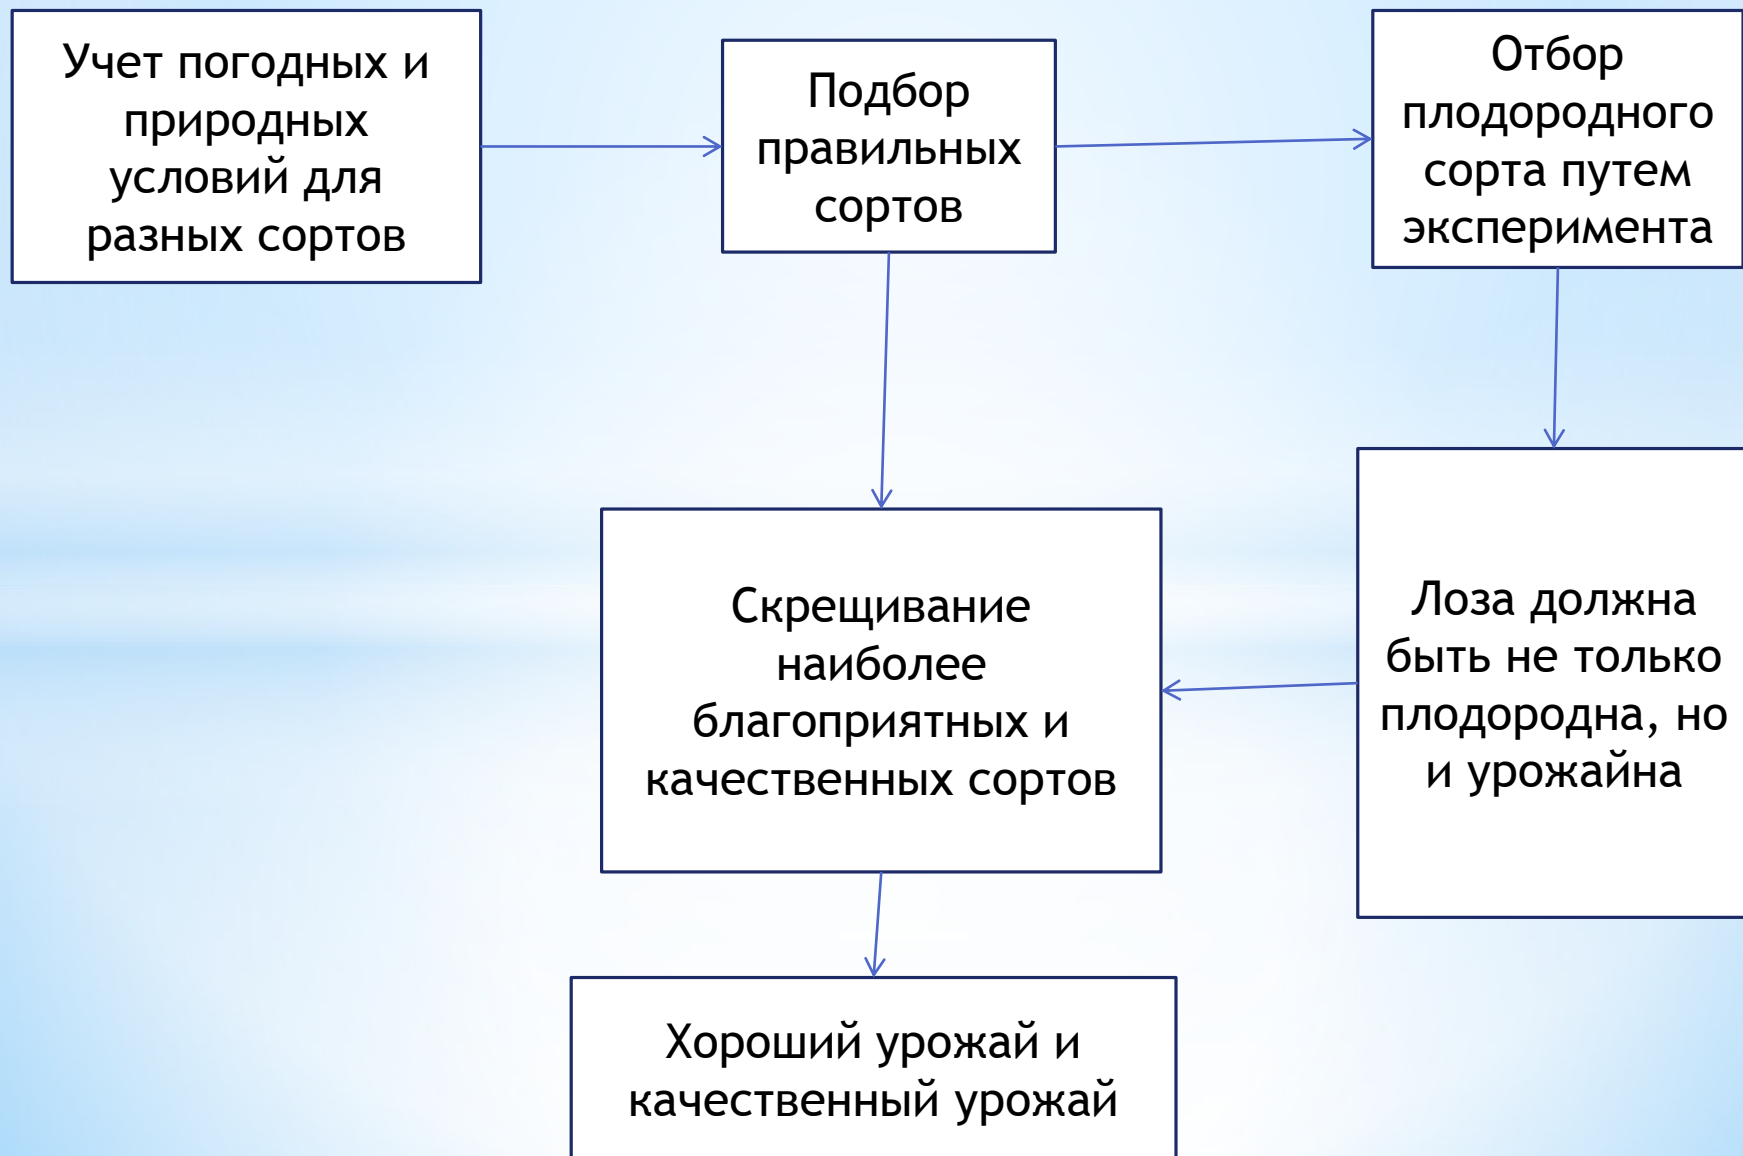 Учет погодных и
природных
условий для
разных сортов
Подбор
правильных
сортов
Отбор
плодородного
сорта путем
эксперимента
Скрещивание
наиболее
благоприятных и
качественных сортов
Лоза должна
быть не только
плодородна, но
и урожайна
Хороший урожай и
качественный урожай